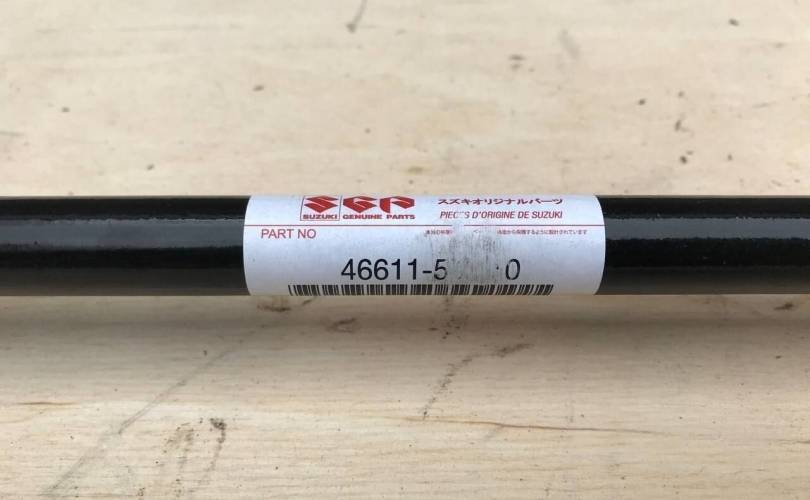 SUZUKI GENUINE PARTS
スズキオリジナルパーツ
PIECES D'ORIGINE DE SUZUKI
PART NO
46611-5 0